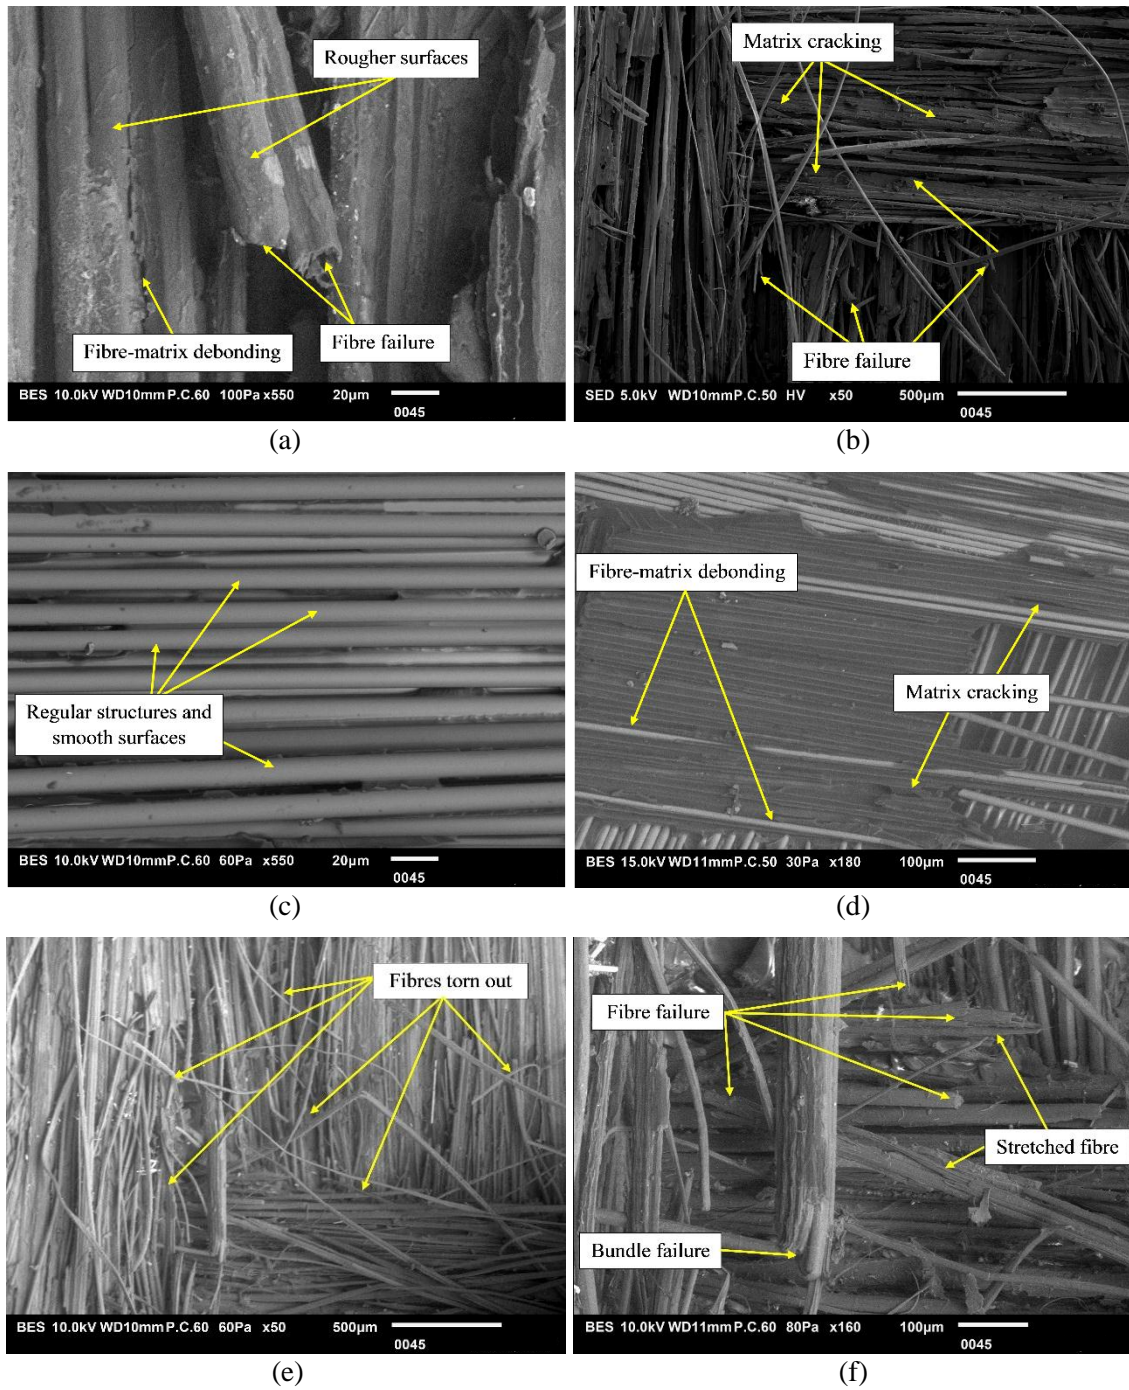 Rougher surfaces
Fibre-matrix debonding
Fibre failure
BES 10.0kV WD10mmP.C.60 100Pa x550 20μm
0045
(a)
Matrix cracking
Fibre failure
SED 5.0kV WD10mmP.C.50 HV x50 500μm
0045
(b)
Regular structures and
smooth surfaces
BES 10.0kV WD10mmP.C.60 60Pa x550 20μm
0045
(c)
Fibre-matrix debonding
Matrix cracking
BES 15.0kV WD11mmP.C.50 30Pa x180 100μm
0045
(d)
Fibres torn out
BES 10.0kV WD10mmP.C.60 60Pa x50 500μm
0045
(e)
Fibre failure
Stretched fibre
Bundle failure
BES 10.0kV WD11mmP.C.60 80Pa x160 100μm
0045
(f)